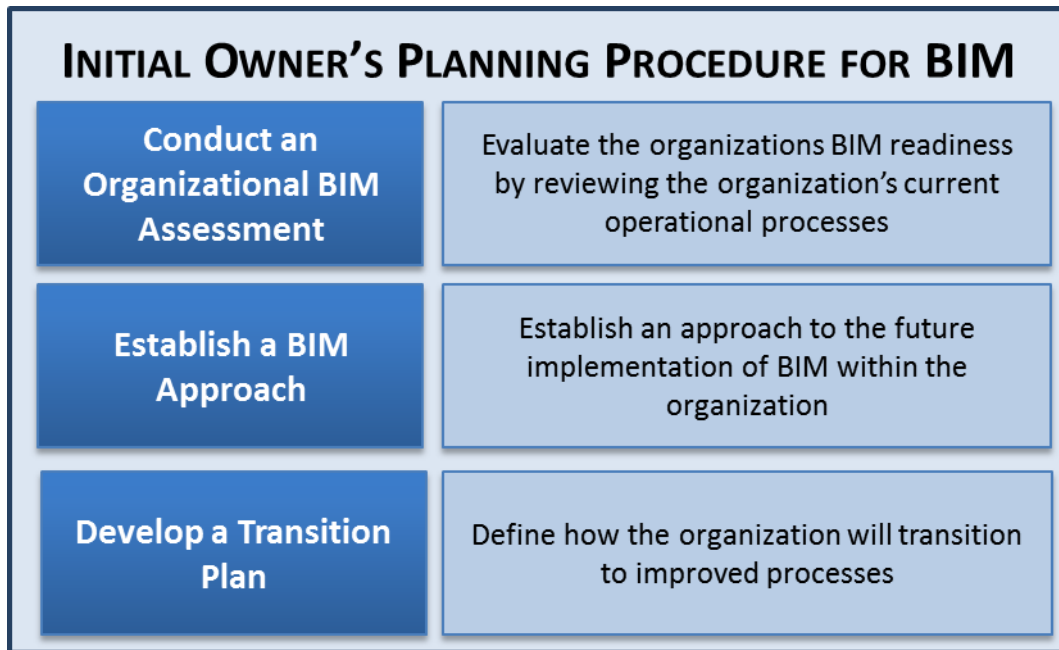 INITIAL OWNER'S PLANNING PROCEDURE FOR BIM
Conduct an
Organizational BIM
Assessment
Evaluate the organizations BIM readiness
by reviewing the organization's current
operational processes
Establish a BIM
Approach
Establish an approach to the future
implementation of BIM within the
organization
Develop a Transition
Plan
Define how the organization will transition
to improved processes